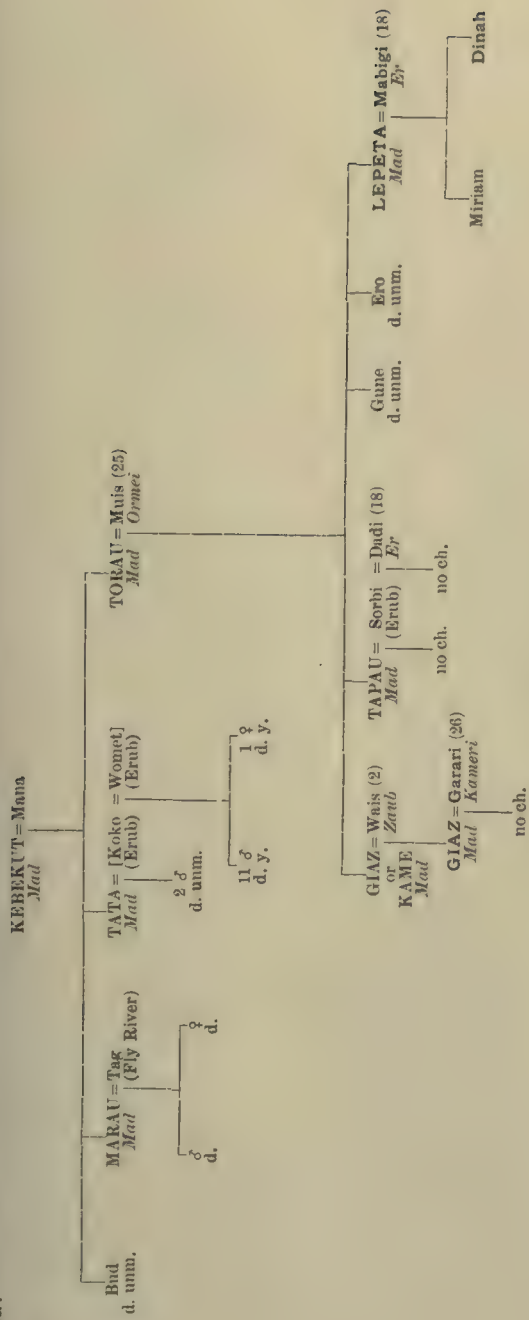 KEBEKUT=Mana
Mad
Bud
d. unm.
MARAU=Tag
Mad (Fly River)
TATA= [Koko = Womet]
Mad (Erub) (Erub)
TORAU=Muis (25)
Mad Ormei
♂
d.
♀
d.
2 ♂
d. unm.
11 ♂
d. y.
1 ♀
d. y.
GIAZ=Wais (2)
or Zaub
KAME
Mad
TAPAU= Sorbi =Dadi (18)
Mad (Erub) Er
Gune
d. unm.
Ero
d. unm.
LEPETA=Mabigi (18)
Mad Er
GIAZ=Garari (26)
Mad Kameri
no ch.
no ch.
no ch.
Miriam
Dinah